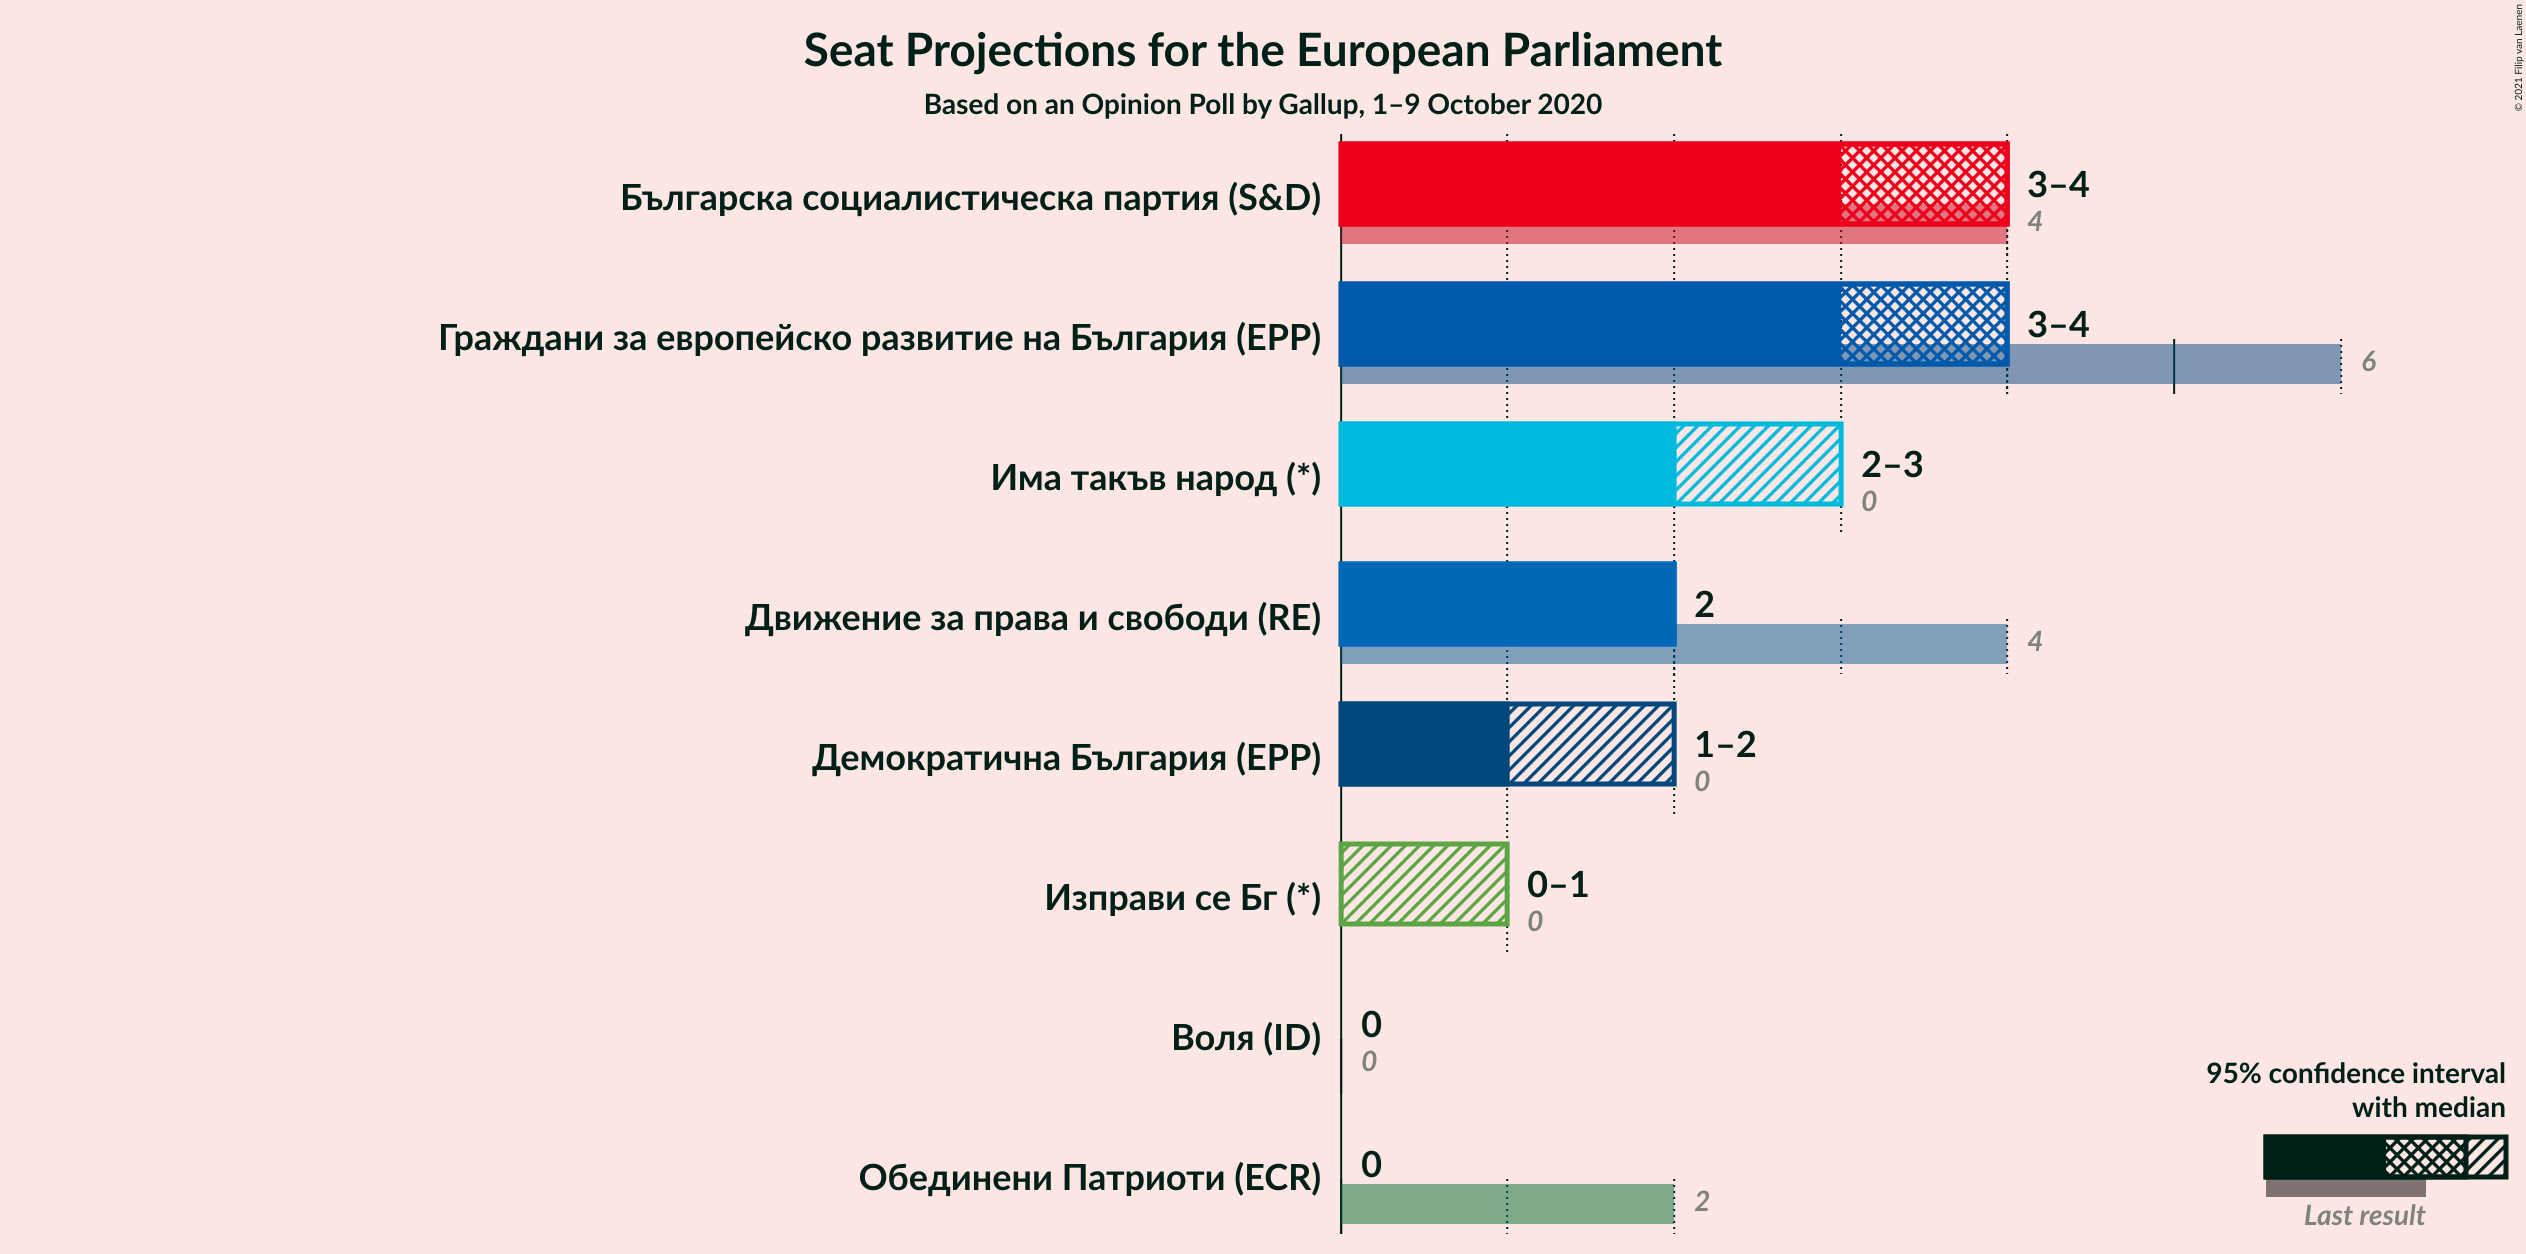 Seat Projections for the European Parliament
Based on an Opinion Poll by Gallup, 1–9 October 2020
© 2021 Filip van Laenen
Българска социалистическа партия (S&D)
3–4
4
Граждани за европейско развитие на България (EPP)
3–4
6
Има такъв народ (*)
2–3
0
Движение за права и свободи (RE)
2
4
Демократична България (EPP)
1–2
0
Изправи се Бг (*)
0–1
0
Воля (ID)
0
0
Обединени Патриоти (ECR)
0
2
95% confidence interval
with median
Last result